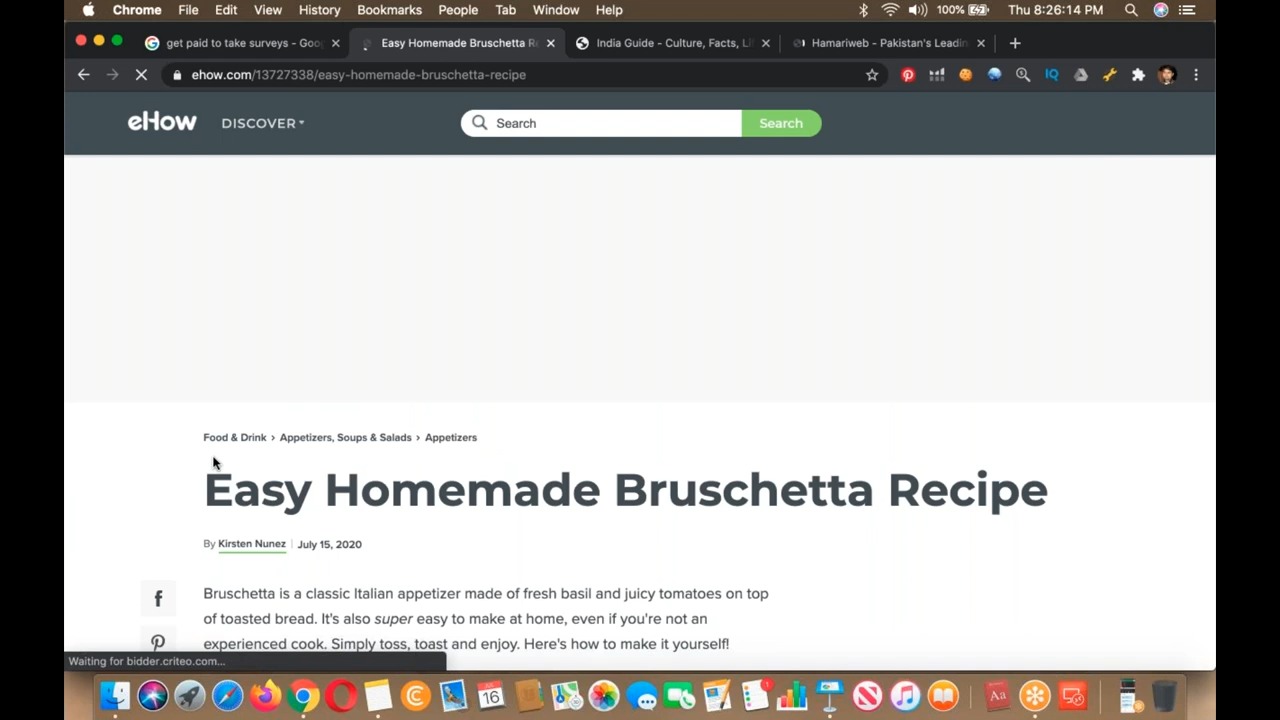 Chrome File Edit View History Bookmarks People Tab Window Help 100% Thu 8:26:14 PM
get paid to take surveys - Goo
Easy Homemade Bruschetta R
India Guide - Culture, Facts, Li
Hamariweb - Pakistan's Leadin
ehow.com/13727338/easy-homemade-bruschetta-recipe
IQ
eHow DISCOVER Search Search
Food & Drink › Appetizers, Soups & Salads › Appetizers
Easy Homemade Bruschetta Recipe
By Kirsten Nunez | July 15, 2020
Bruschetta is a classic Italian appetizer made of fresh basil and juicy tomatoes on top
of toasted bread. It's also super easy to make at home, even if you're not an
experienced cook. Simply toss, toast and enjoy. Here's how to make it yourself!
Waiting for bidder.criteo.com...
16
1
Aa